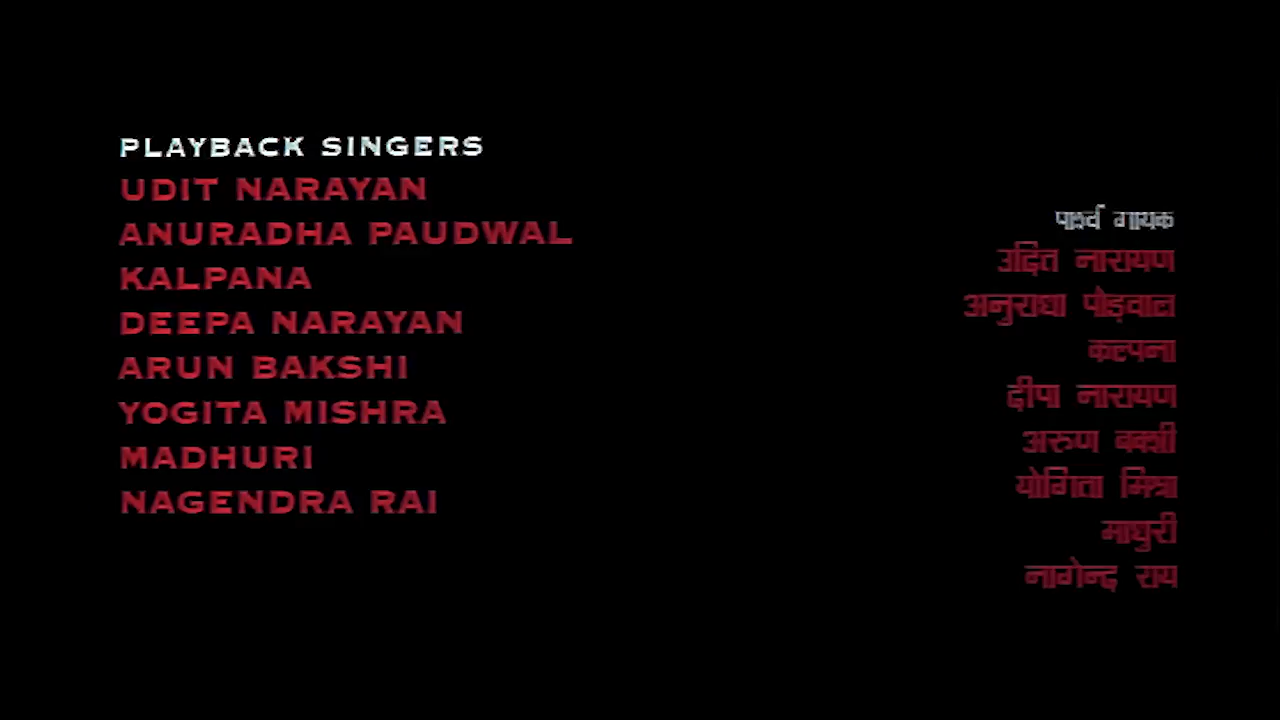 PLAYBACK SINGERS
UDIT NARAYAN
ANURADHA PAUDWAL
KALPANA
DEEPA NARAYAN
ARUN BAKSHI
YOGITA MISHRA
MADHURI
NAGENDRA RAI
पार्श्व गायक
उदित नारायण
अनुराधा पोड़वाल
कल्पना
दीपा नारायण
अरुण बक्शी
योगिता मिश्रा
माधुरी
नागेन्द्र राय